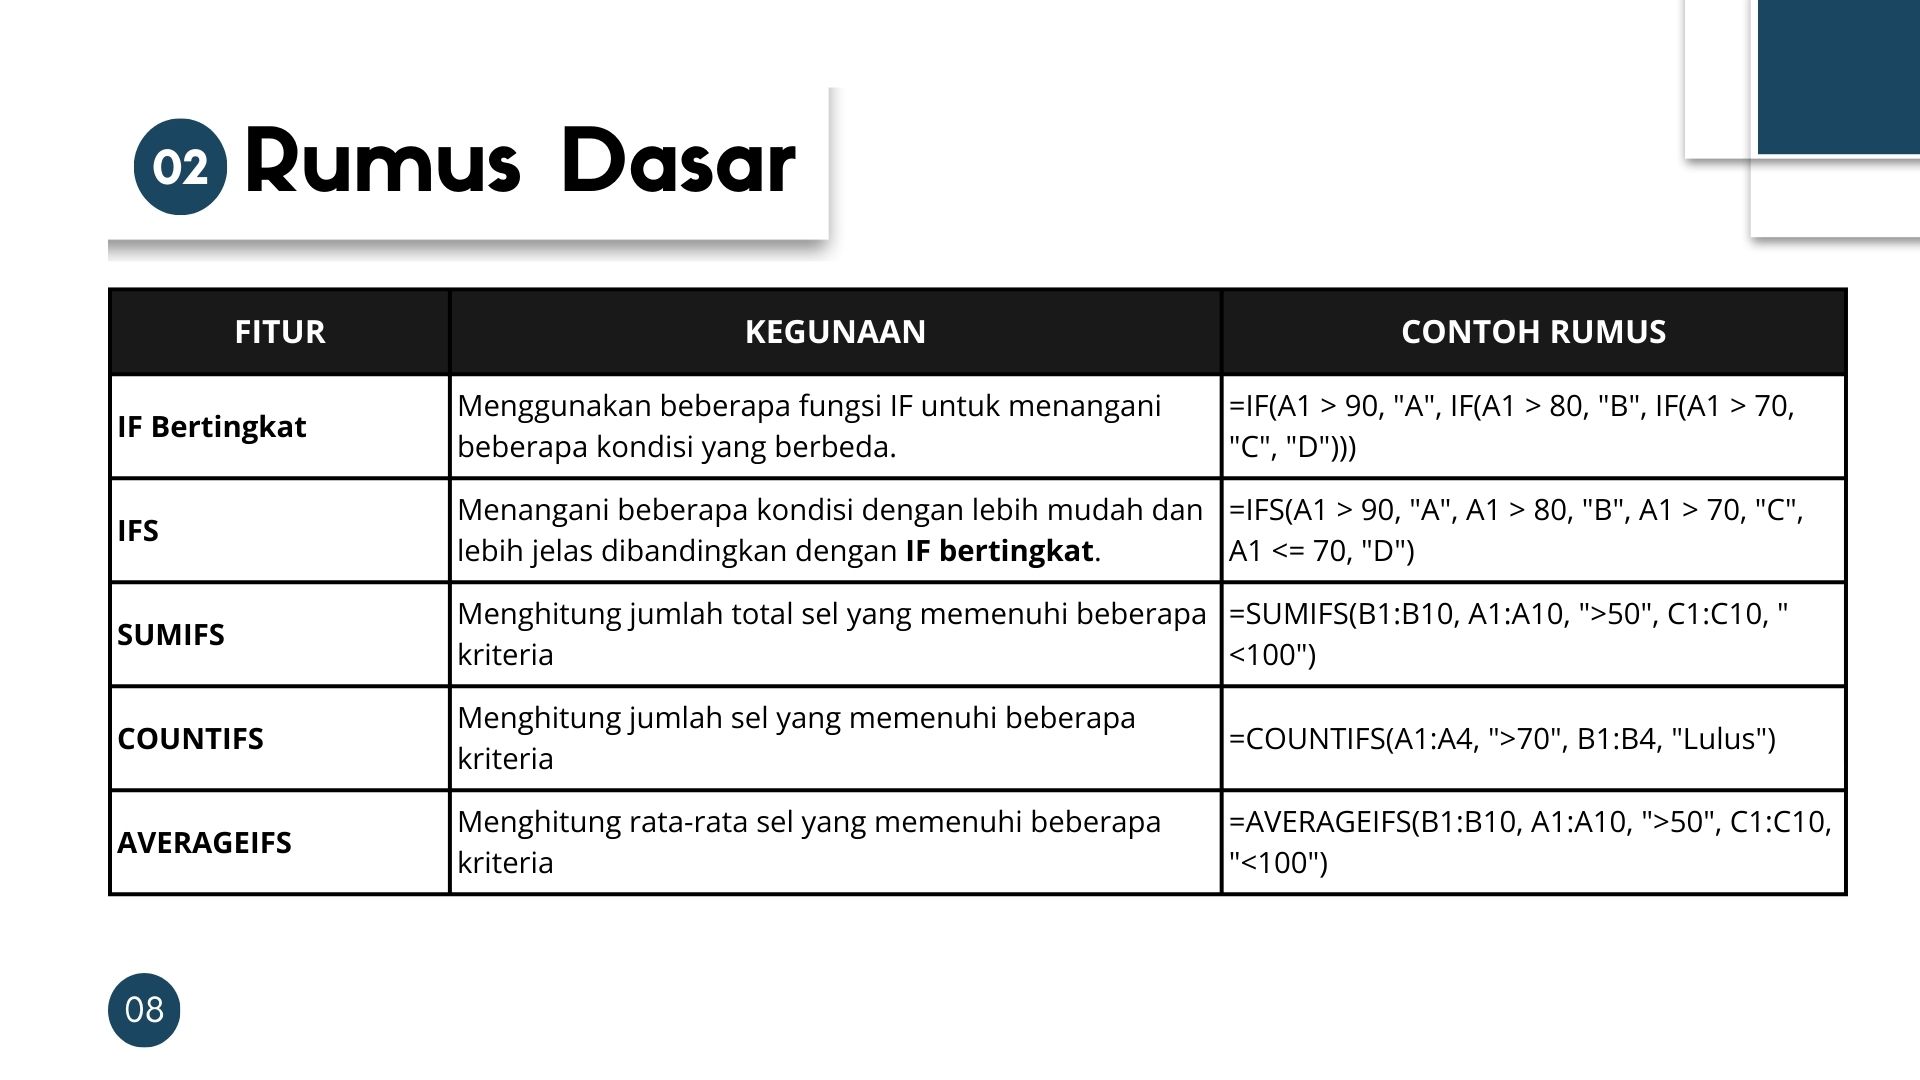 02 Rumus Dasar
FITUR KEGUNAAN CONTOH RUMUS
IF Bertingkat
Menggunakan beberapa fungsi IF untuk menangani
beberapa kondisi yang berbeda.
=IF(A1 > 90, "A", IF(A1 > 80, "B", IF(A1 > 70,
"C", "D")))
IFS
Menangani beberapa kondisi dengan lebih mudah dan
lebih jelas dibandingkan dengan IF bertingkat.
=IFS(A1 > 90, "A", A1 > 80, "B", A1 > 70, "C",
A1 <= 70, "D")
SUMIFS
Menghitung jumlah total sel yang memenuhi beberapa
kriteria
=SUMIFS(B1:B10, A1:A10, ">50", C1:C10, "
<100")
COUNTIFS
Menghitung jumlah sel yang memenuhi beberapa
kriteria
=COUNTIFS(A1:A4, ">70", B1:B4, "Lulus")
AVERAGEIFS
Menghitung rata-rata sel yang memenuhi beberapa
kriteria
=AVERAGEIFS(B1:B10, A1:A10, ">50", C1:C10,
"<100")
08